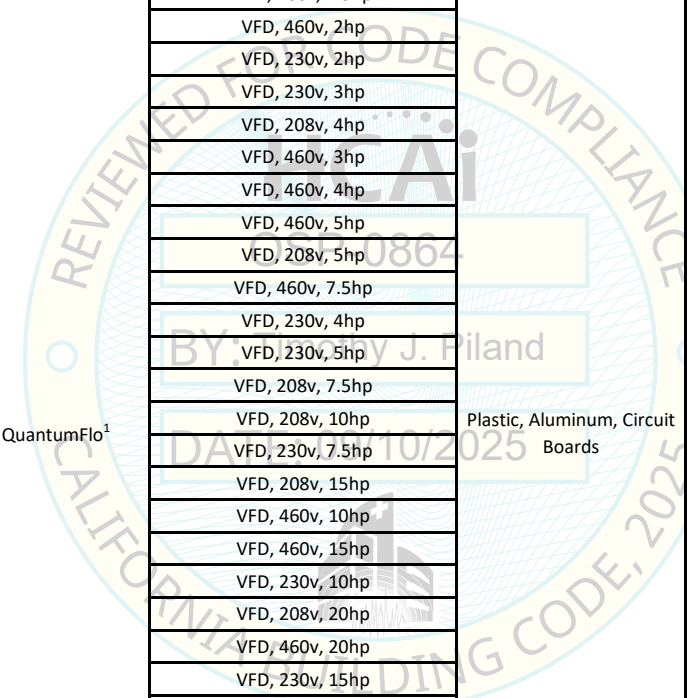 VFD, 460v, 2hp
VFD, 230v, 2hp
VFD, 230v, 3hp
VFD, 208v, 4hp
VFD, 460v, 3hp
VFD, 460v, 4hp
VFD, 460v, 5hp
VFD, 208v, 5hp
VFD, 460v, 7.5hp
VFD, 230v, 4hp
VFD, 230v, 5hp
VFD, 208v, 7.5hp
VFD, 208v, 10hp
VFD, 230v, 7.5hp
VFD, 208v, 15hp
VFD, 460v, 10hp
VFD, 460v, 15hp
VFD, 230v, 10hp
VFD, 208v, 20hp
VFD, 460v, 20hp
VFD, 230v, 15hp
QuantumFlo¹
Plastic, Aluminum, Circuit
Boards
REVIEWED FOR CODE COMPLIANCE
HCAi
OSP-0864
BY: Timothy J. Piland
DATE: 09/10/2025
CALIFORNIA BUILDING CODE, 2025